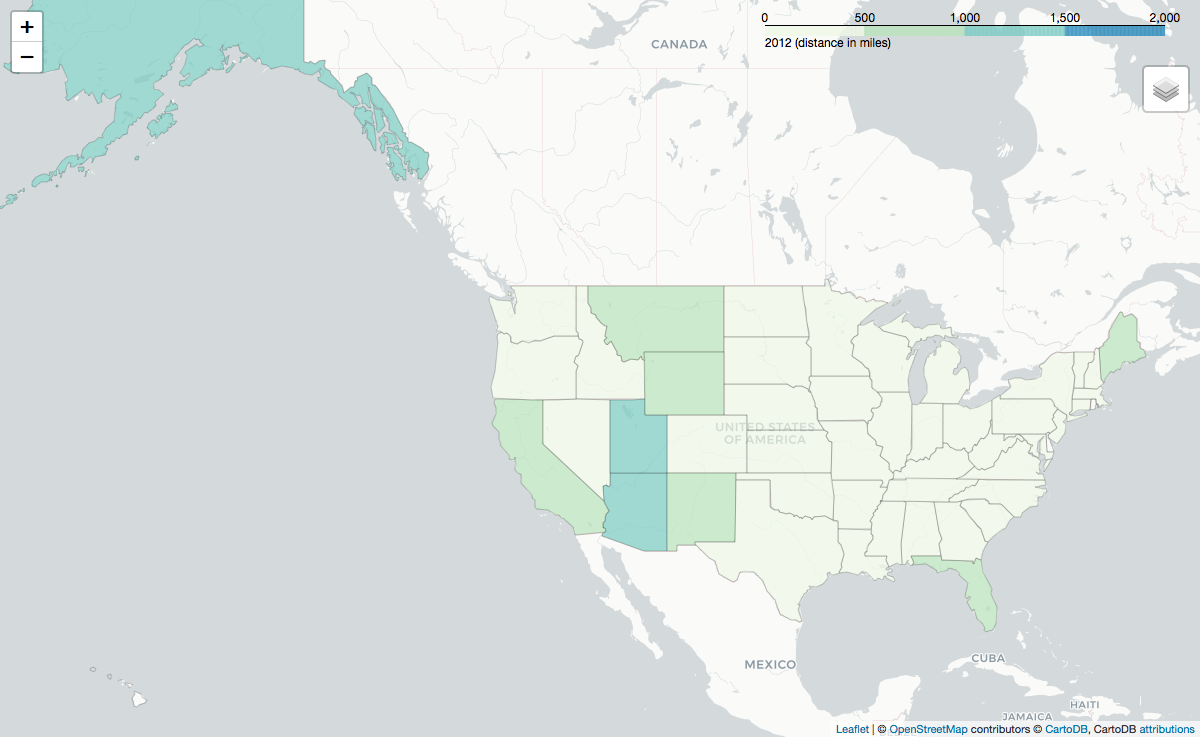 +
−
0 500 1,000 1,500 2,000
2012 (distance in miles)
CANADA
UNITED STATES
OF AMERICA
MEXICO
CUBA
HAITI
JAMAICA
Leaflet | © OpenStreetMap contributors © CartoDB, CartoDB attributions